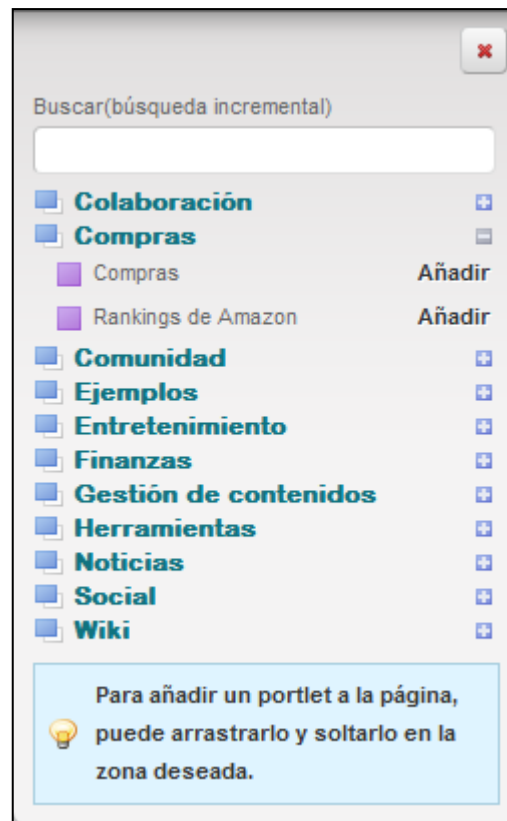 Buscar(búsqueda incremental)
Colaboración
Compras
Compras Añadir
Rankings de Amazon Añadir
Comunidad
Ejemplos
Entretenimiento
Finanzas
Gestión de contenidos
Herramientas
Noticias
Social
Wiki
Para añadir un portlet a la página,
puede arrastrarlo y soltarlo en la
zona deseada.